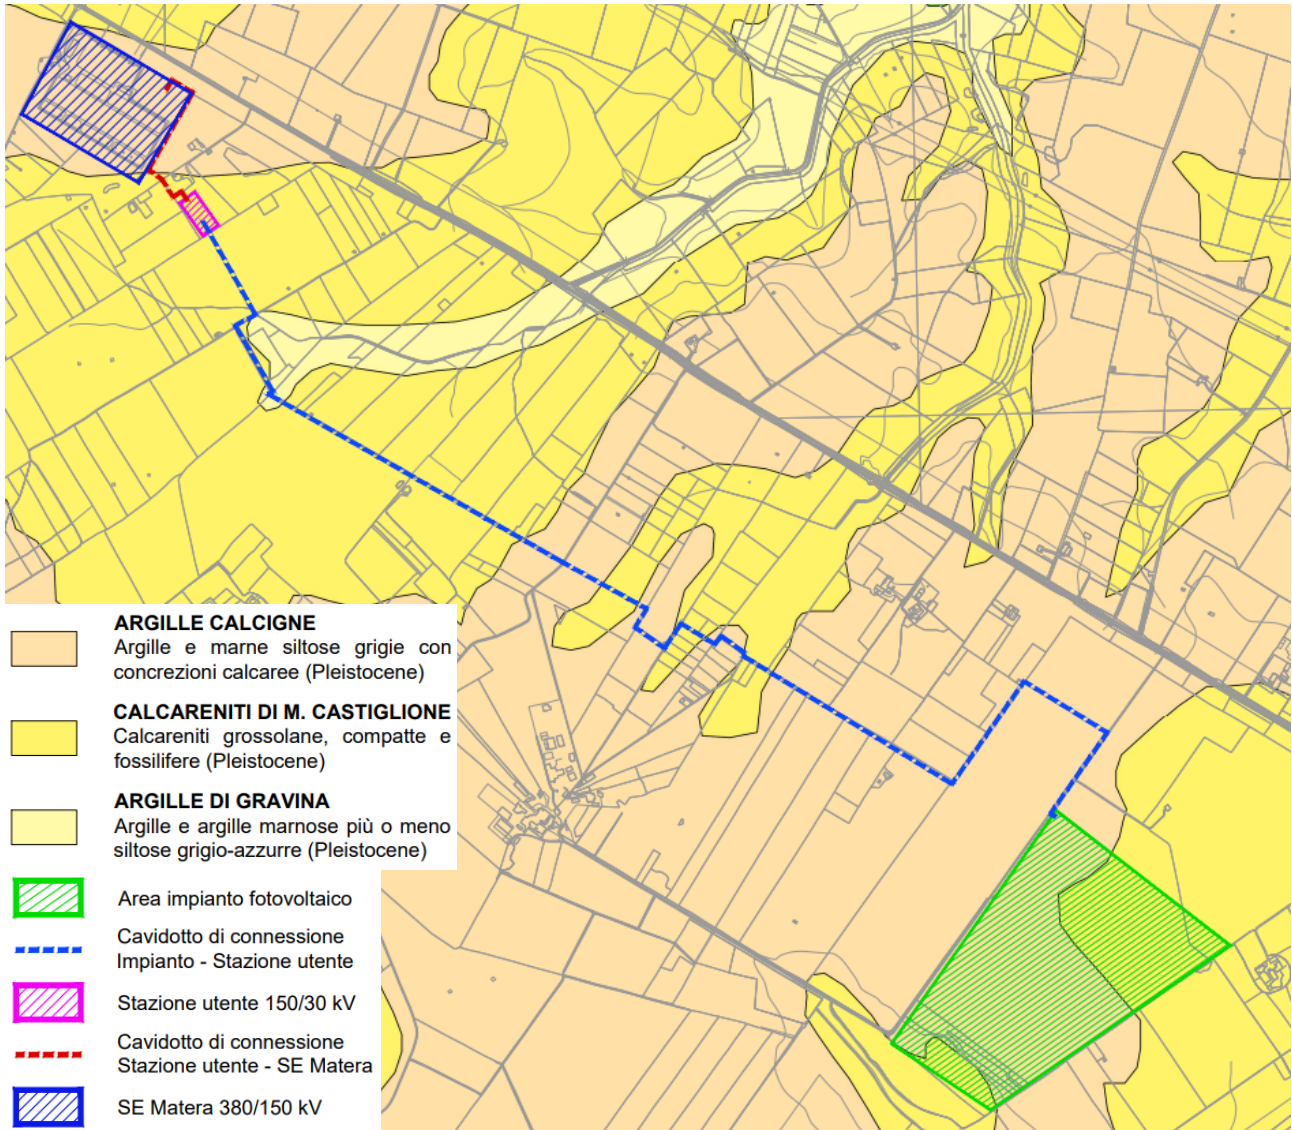 ARGILLE CALCIGNE
Argille e marne siltose grigie con
concrezioni calcaree (Pleistocene)
CALCARENITI DI M. CASTIGLIONE
Calcareniti grossolane, compatte e
fossilifere (Pleistocene)
ARGILLE DI GRAVINA
Argille e argille marnose più o meno
siltose grigio-azzurre (Pleistocene)
Area impianto fotovoltaico
Cavidotto di connessione
Impianto - Stazione utente
Stazione utente 150/30 kV
Cavidotto di connessione
Stazione utente - SE Matera
SE Matera 380/150 kV